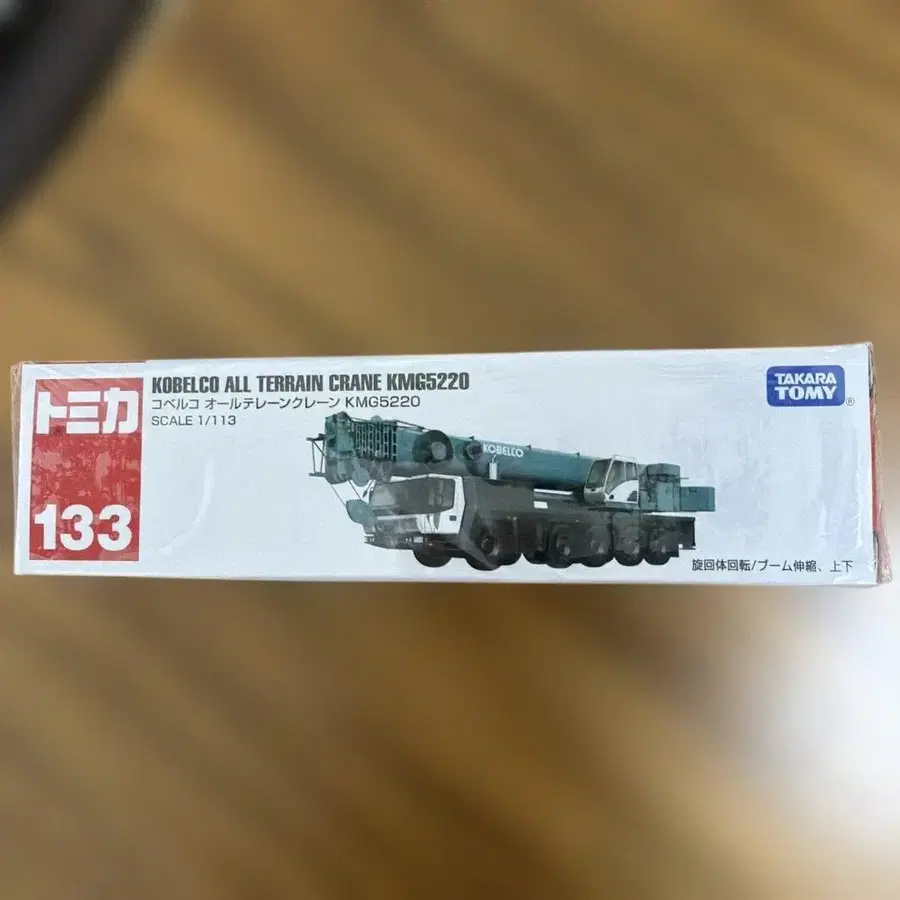 トミカ
133
KOBELCO ALL TERRAIN CRANE KMG5220
コベルコ オールテレーンクレーン KMG5220
SCALE 1/113
KOBELCO
TAKARA
TOMY®
旋回体回転/ブーム伸縮、上下